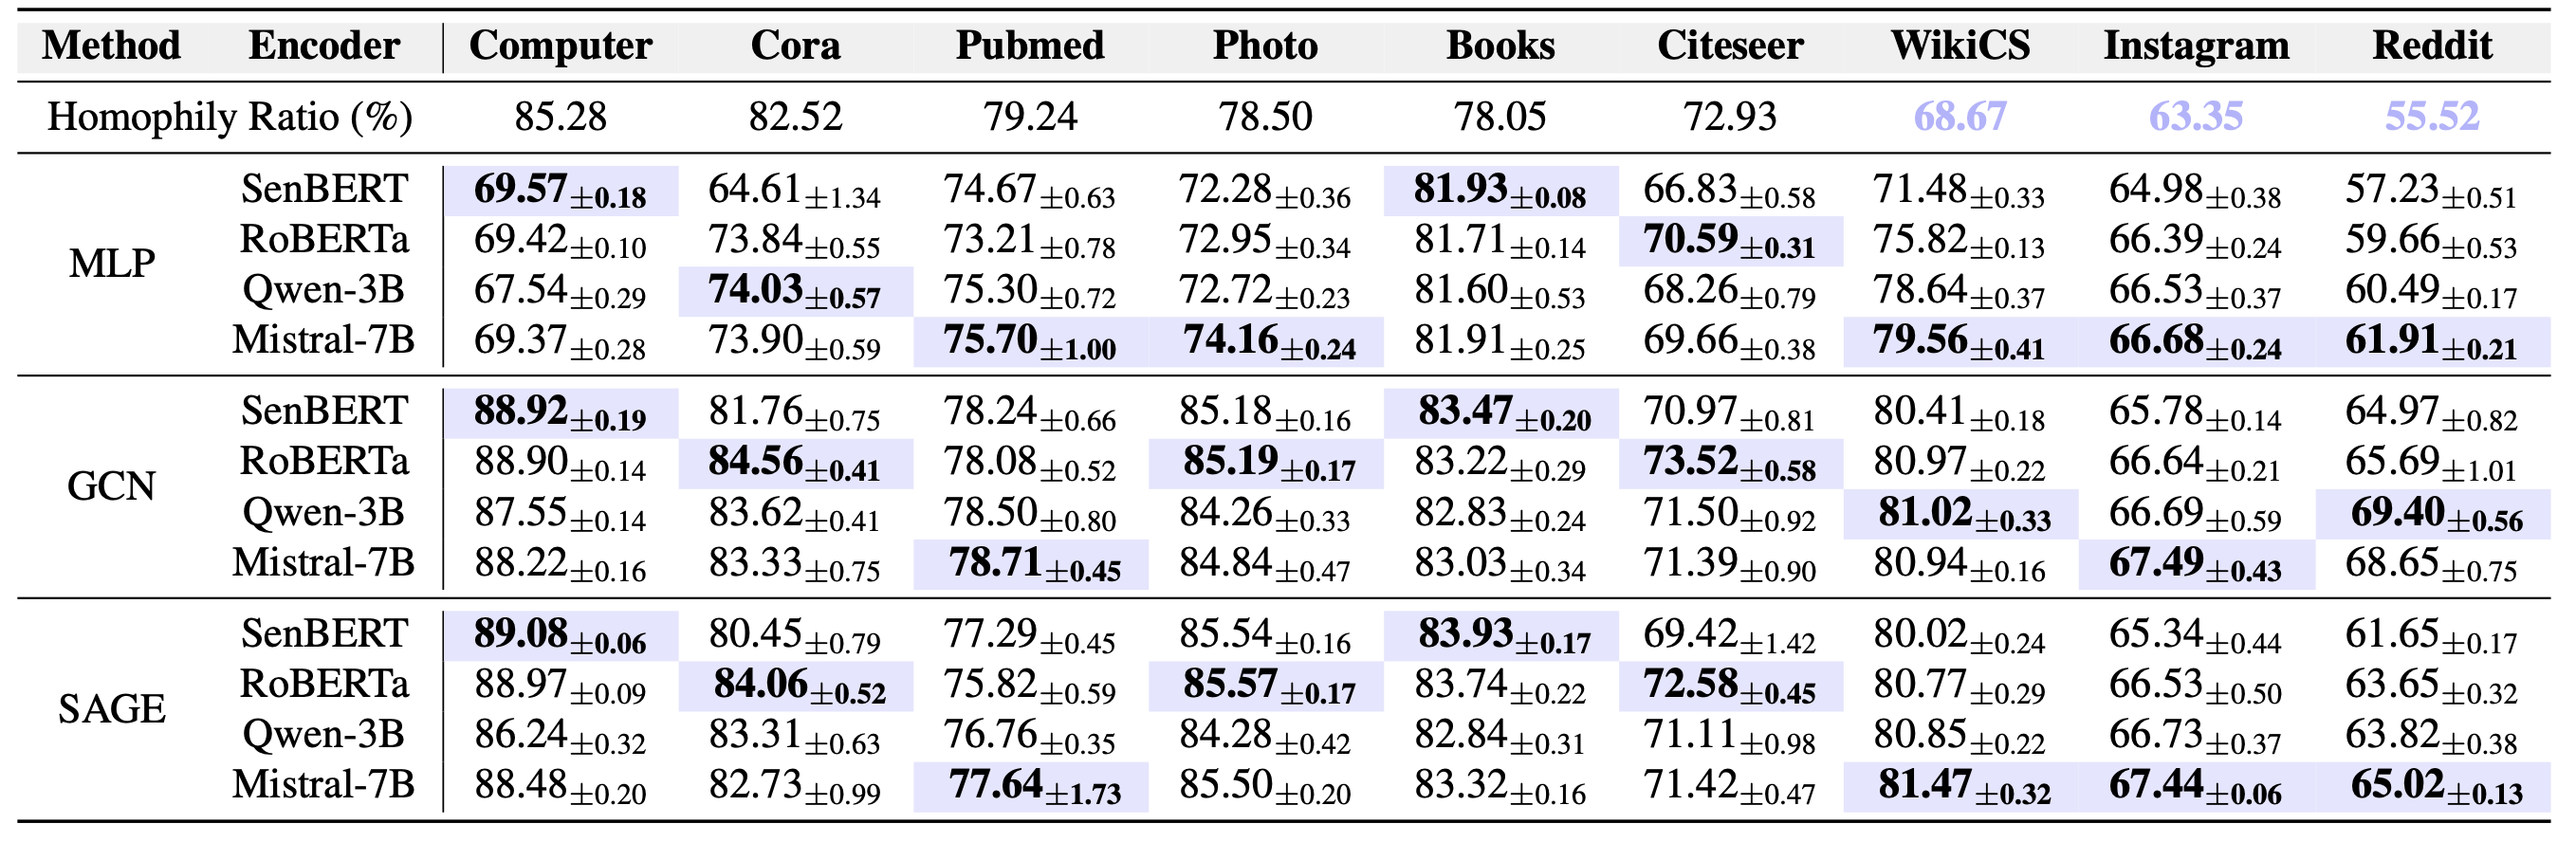 Method Encoder Computer Cora Pubmed Photo Books Citeseer WikiCS Instagram Reddit
Homophily Ratio (%) 85.28 82.52 79.24 78.50 78.05 72.93 68.67 63.35 55.52
MLP
SenBERT 69.57±0.18 64.61±1.34 74.67±0.63 72.28±0.36 81.93±0.08 66.83±0.58 71.48±0.33 64.98±0.38 57.23±0.51
RoBERTa 69.42±0.10 73.84±0.55 73.21±0.78 72.95±0.34 81.71±0.14 70.59±0.31 75.82±0.13 66.39±0.24 59.66±0.53
Qwen-3B 67.54±0.29 74.03±0.57 75.30±0.72 72.72±0.23 81.60±0.53 68.26±0.79 78.64±0.37 66.53±0.37 60.49±0.17
Mistral-7B 69.37±0.28 73.90±0.59 75.70±1.00 74.16±0.24 81.91±0.25 69.66±0.38 79.56±0.41 66.68±0.24 61.91±0.21
GCN
SenBERT 88.92±0.19 81.76±0.75 78.24±0.66 85.18±0.16 83.47±0.20 70.97±0.81 80.41±0.18 65.78±0.14 64.97±0.82
RoBERTa 88.90±0.14 84.56±0.41 78.08±0.52 85.19±0.17 83.22±0.29 73.52±0.58 80.97±0.22 66.64±0.21 65.69±1.01
Qwen-3B 87.55±0.14 83.62±0.41 78.50±0.80 84.26±0.33 82.83±0.24 71.50±0.92 81.02±0.33 66.69±0.59 69.40±0.56
Mistral-7B 88.22±0.16 83.33±0.75 78.71±0.45 84.84±0.47 83.03±0.34 71.39±0.90 80.94±0.16 67.49±0.43 68.65±0.75
SAGE
SenBERT 89.08±0.06 80.45±0.79 77.29±0.45 85.54±0.16 83.93±0.17 69.42±1.42 80.02±0.24 65.34±0.44 61.65±0.17
RoBERTa 88.97±0.09 84.06±0.52 75.82±0.59 85.57±0.17 83.74±0.22 72.58±0.45 80.77±0.29 66.53±0.50 63.65±0.32
Qwen-3B 86.24±0.32 83.31±0.63 76.76±0.35 84.28±0.42 82.84±0.31 71.11±0.98 80.85±0.22 66.73±0.37 63.82±0.38
Mistral-7B 88.48±0.20 82.73±0.99 77.64±1.73 85.50±0.20 83.32±0.16 71.42±0.47 81.47±0.32 67.44±0.06 65.02±0.13